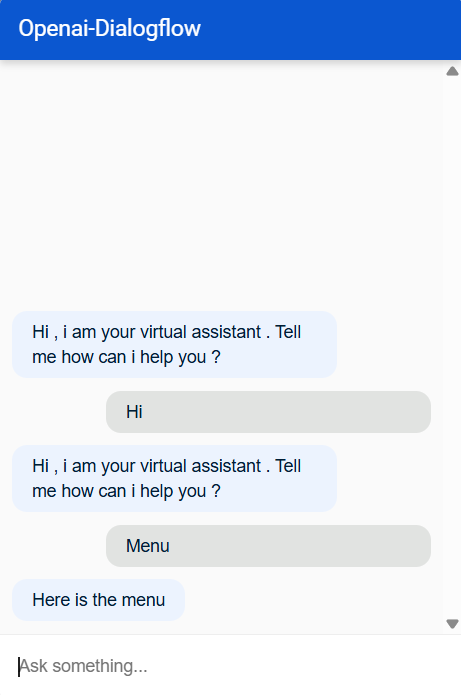 Openai-Dialogflow
Hi , i am your virtual assistant . Tell
me how can i help you ?
Hi
Hi , i am your virtual assistant . Tell
me how can i help you ?
Menu
Here is the menu
Ask something...